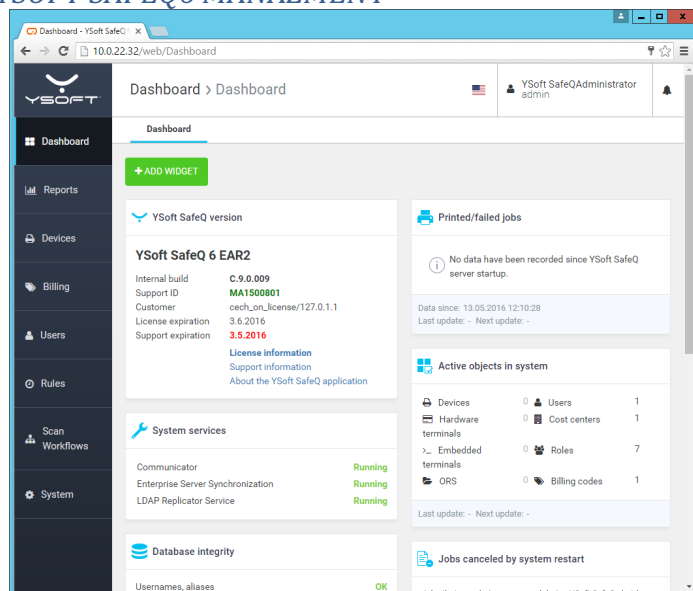 YSOFT SAFEQ6 MANAZMENT
Dashboard - YSoft SafeQ
10.0.22.32/web/Dashboard
YSOFT
Dashboard > Dashboard
YSoft SafeQAdministrator
admin
Dashboard
Dashboard
Reports
Devices
Billing
Users
Rules
Scan
Workflows
System
+ ADD WIDGET
YSoft SafeQ version
YSoft SafeQ 6 EAR2
Internal build C.9.0.009
Support ID MA1500801
Customer cech_on_license/127.0.1.1
License expiration 3.6.2016
Support expiration 3.5.2016
License information
Support information
About the YSoft SafeQ application
System services
Communicator Running
Enterprise Server Synchronization Running
LDAP Replicator Service Running
Database integrity
Usernames, aliases OK
Printed/failed jobs
No data have been recorded since YSoft SafeQ
server startup.
Data since: 13.05.2016 12:10:28
Last update: - Next update: -
Active objects in system
Devices 0 Users 1
Hardware 0 Cost centers 1
terminals
Embedded 0 Roles 7
terminals
ORS 0 Billing codes 1
Last update: - Next update: -
Jobs canceled by system restart